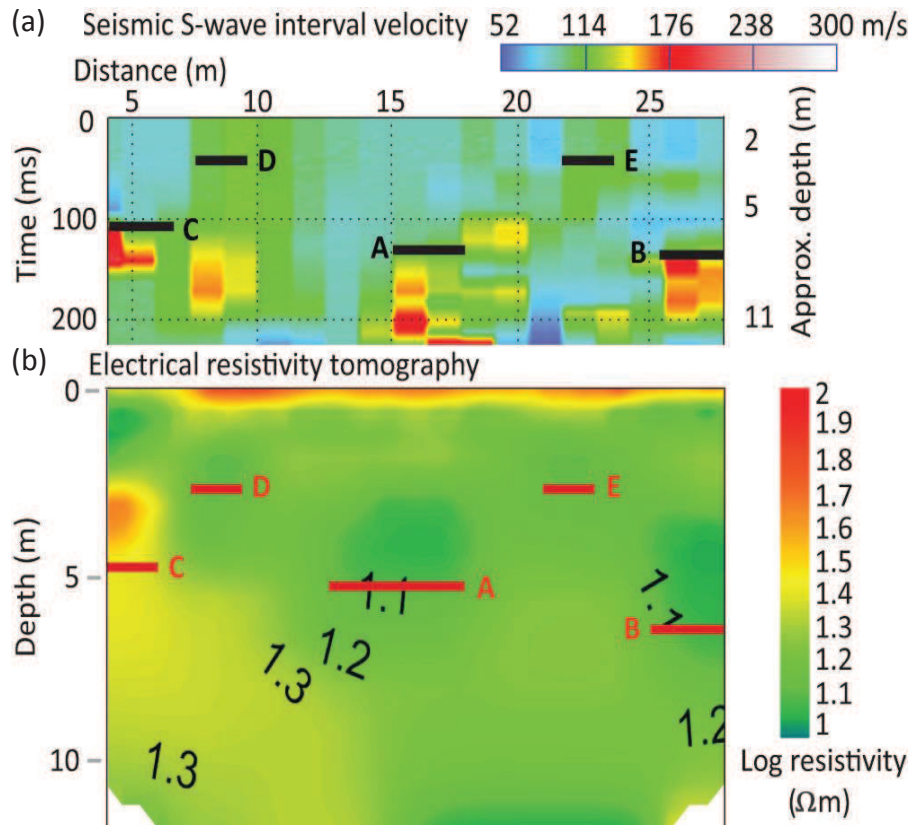 (a) Seismic S-wave interval velocity 52 114 176 238 300 m/s
Distance (m)
5 10 15 20 25
0 2
D E
Time (ms)
Approx. depth (m)
100 5
C A B
200 11
(b) Electrical resistivity tomography
0
2
1.9
1.8
1.7
1.6
1.5
1.4
1.3
1.2
1.1
1
Log resistivity
(Ωm)
Depth (m)
D E
C
5 1.1 A 1.1
B
1.3 1.2
1.3 1.2
10